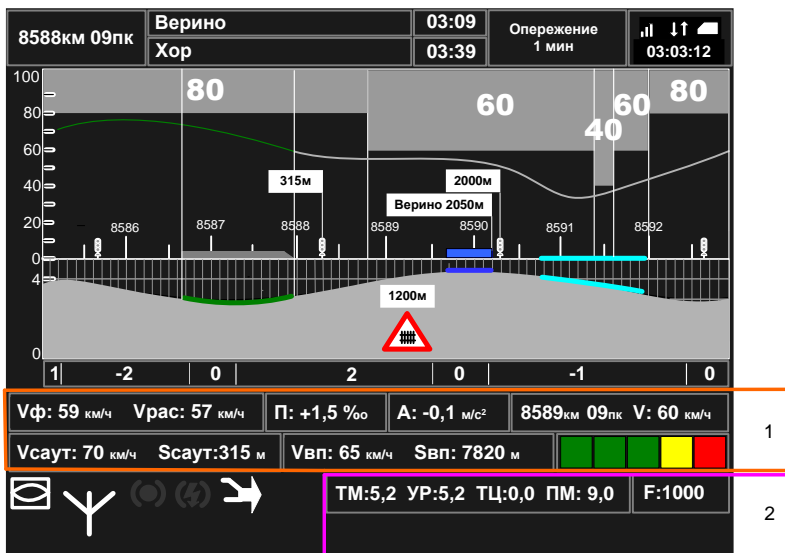 8588км 09пк Верино 03:09 Опережение
Хор 03:39 1 мин 03:03:12
100
80
60
40
20
0
4
0
80 60 40 60 80
315м 2000м
Верино 2050м
8586 8587 8588 8589 8590 8591 8592
1200м
1 -2 0 2 0 -1 0
Vф: 59 км/ч Vрас: 57 км/ч П: +1,5 ‰ А: -0,1 м/с² 8589км 09пк V: 60 км/ч
Vсаут: 70 км/ч Sсаут:315 м Vвп: 65 км/ч Sвп: 7820 м
1
ТМ:5,2 УР:5,2 ТЦ:0,0 ПМ: 9,0 F:1000
2